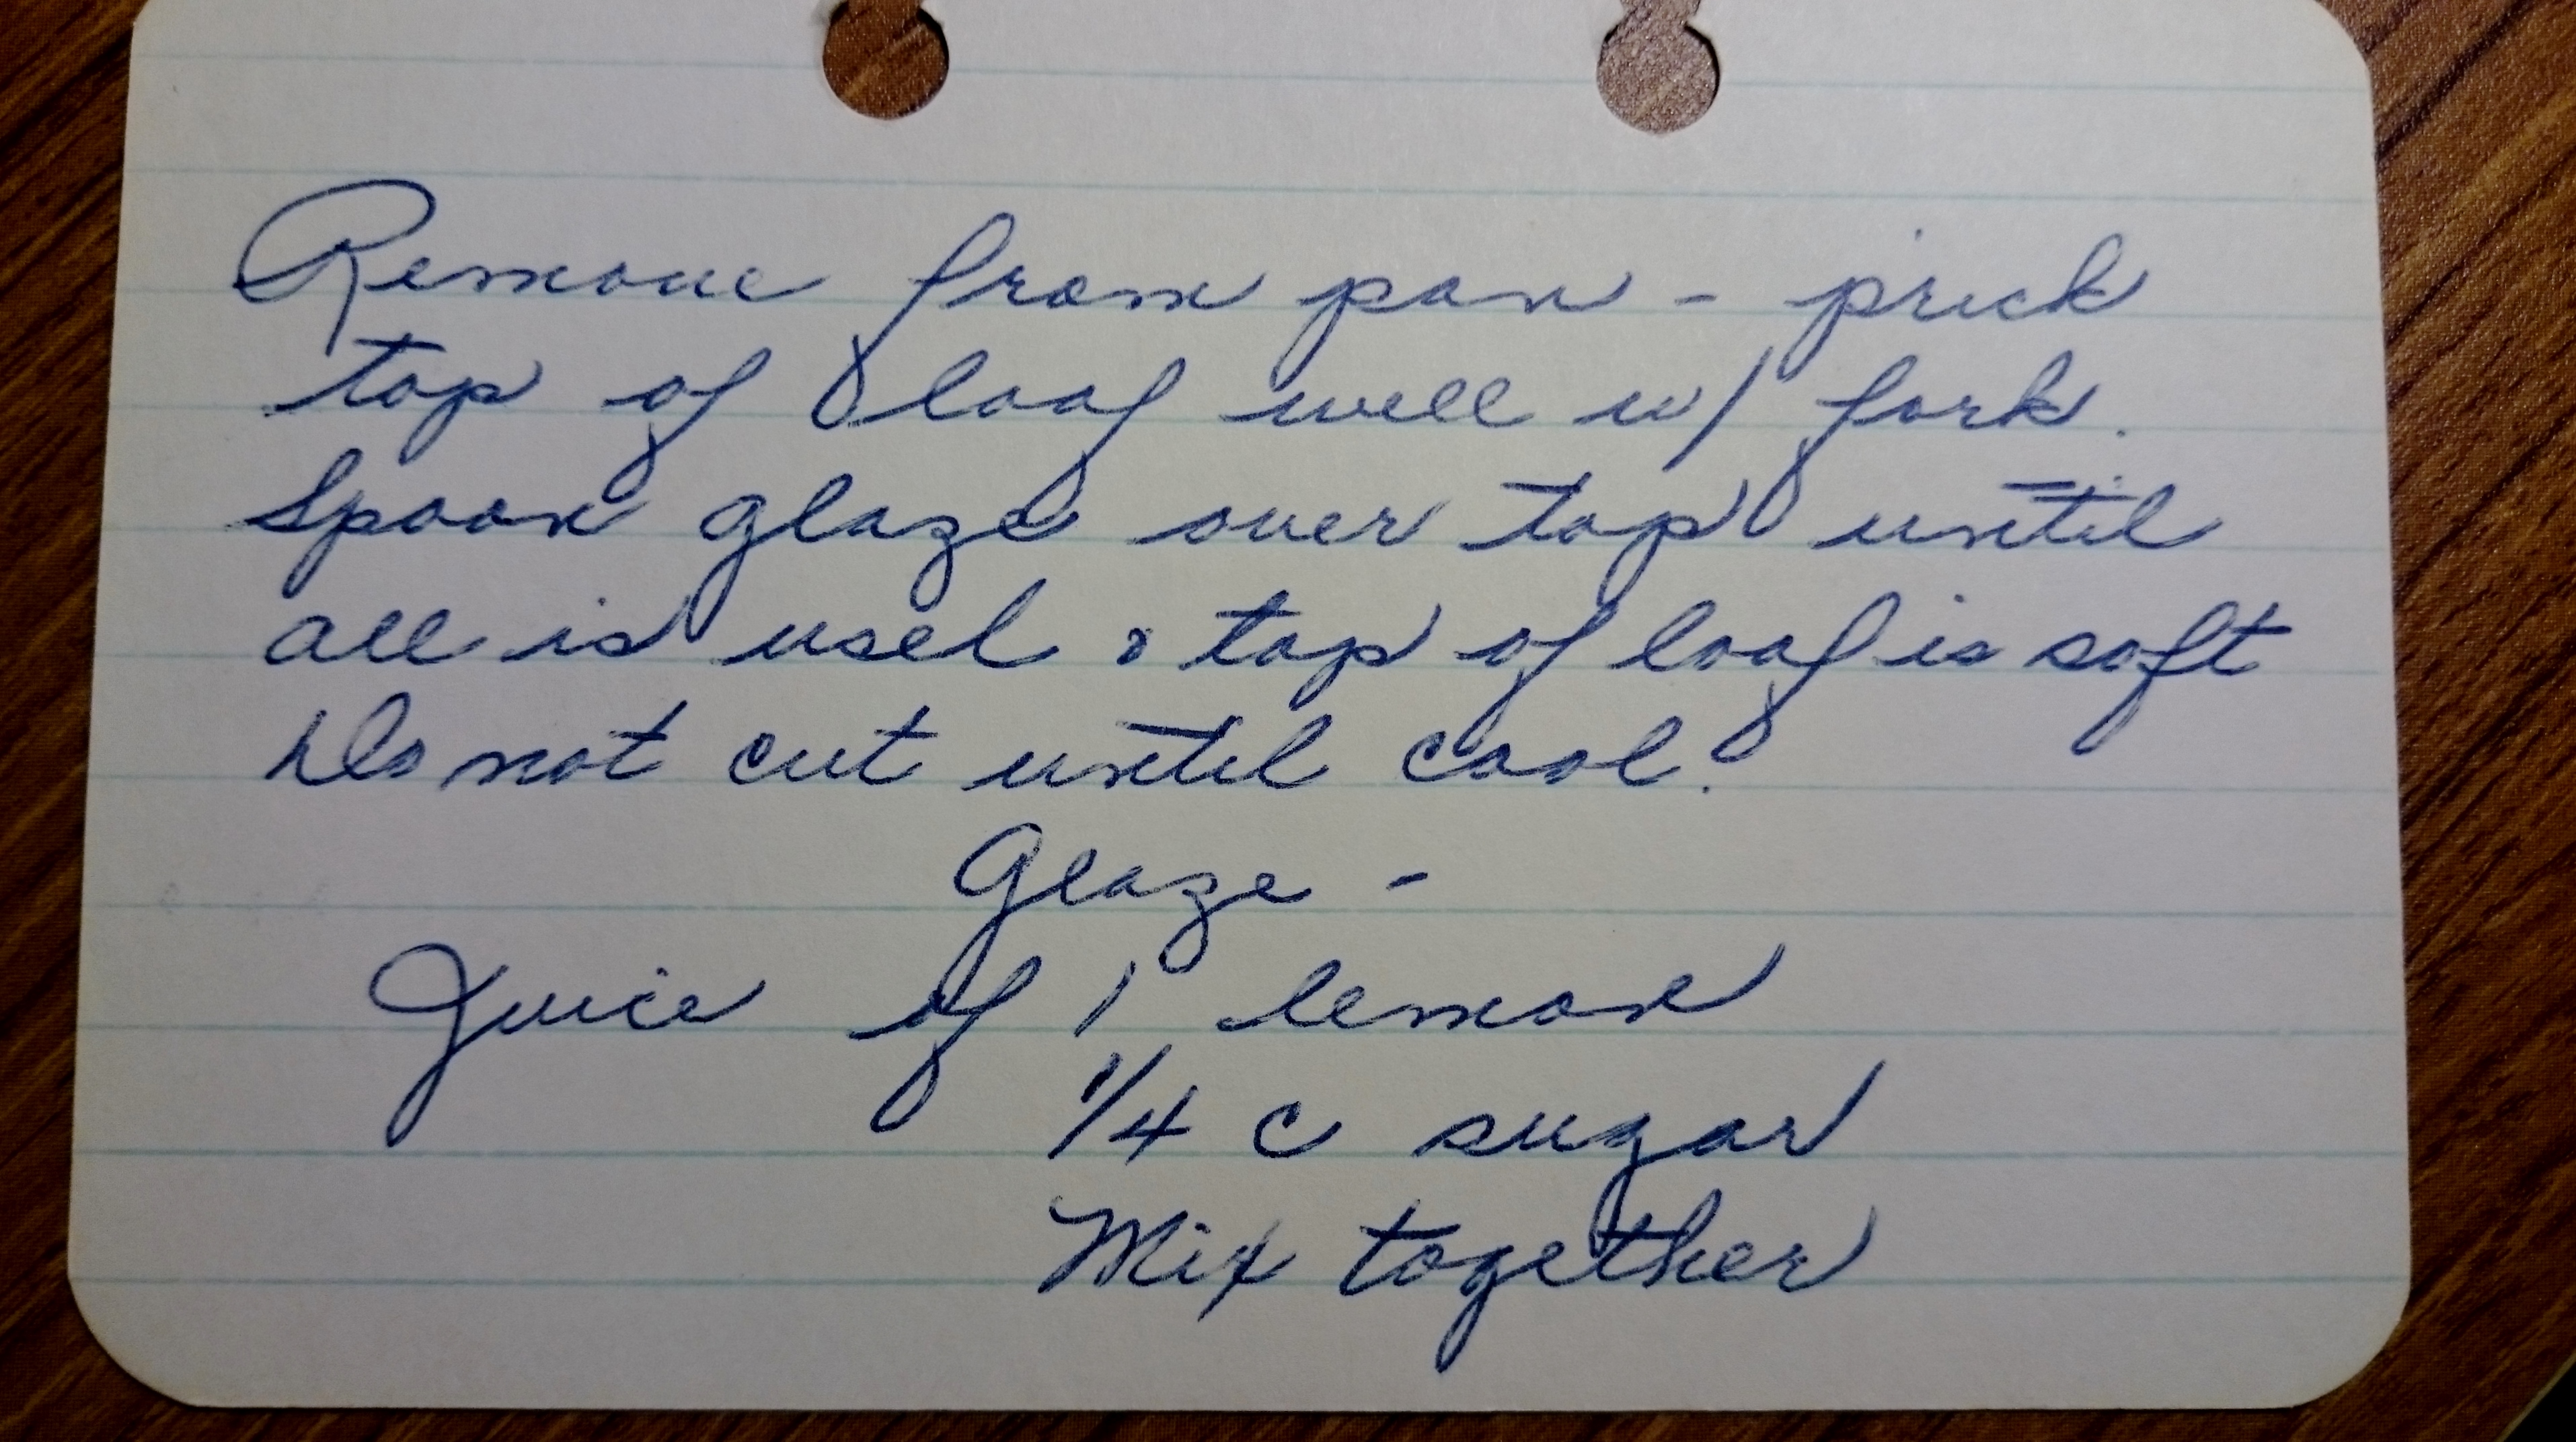 Remove from pan - prick
top of loaf well w/ fork.
Spoon glaze over top until
all is used & top of loaf is soft
Do not cut until cool.
Glaze -
Juice of 1 lemon
1/4 c sugar
Mix together